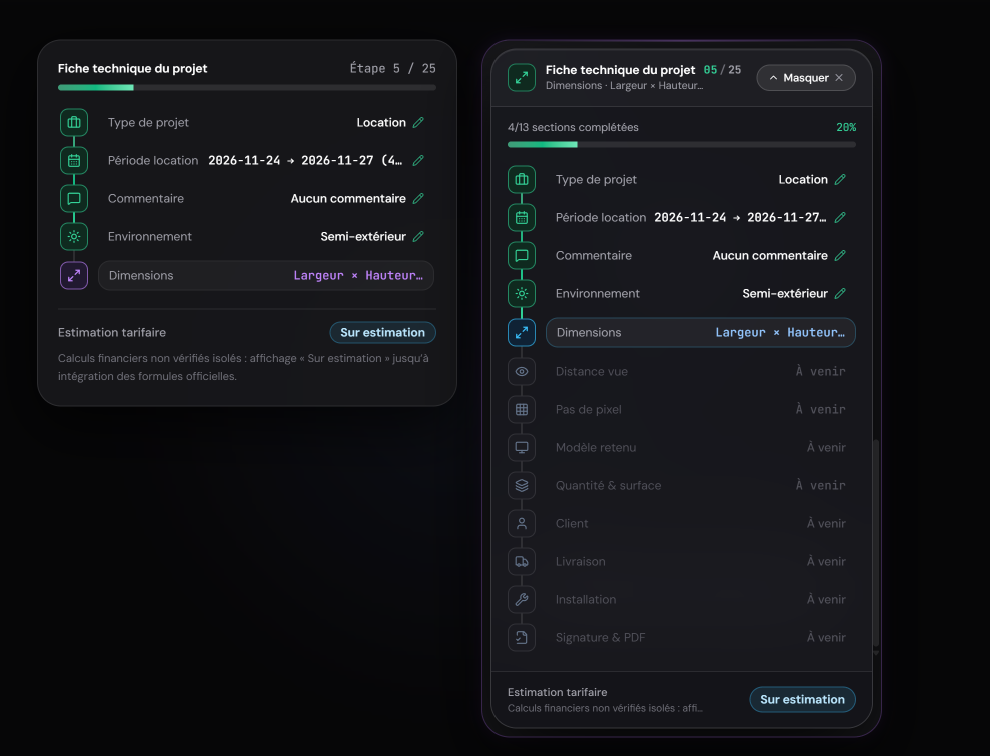 Fiche technique du projet Étape 5 / 25
Type de projet Location
Période location 2026-11-24 → 2026-11-27 (4…
Commentaire Aucun commentaire
Environnement Semi-extérieur
Dimensions Largeur × Hauteur…
Estimation tarifaire Sur estimation
Calculs financiers non vérifiés isolés : affichage « Sur estimation » jusqu'à
intégration des formules officielles.
Fiche technique du projet 05 / 25
Dimensions · Largeur × Hauteur…
Masquer
4/13 sections complétées 20%
Type de projet Location
Période location 2026-11-24 → 2026-11-27…
Commentaire Aucun commentaire
Environnement Semi-extérieur
Dimensions Largeur × Hauteur…
Distance vue À venir
Pas de pixel À venir
Modèle retenu À venir
Quantité & surface À venir
Client À venir
Livraison À venir
Installation À venir
Signature & PDF À venir
Estimation tarifaire
Calculs financiers non vérifiés isolés : affi…
Sur estimation